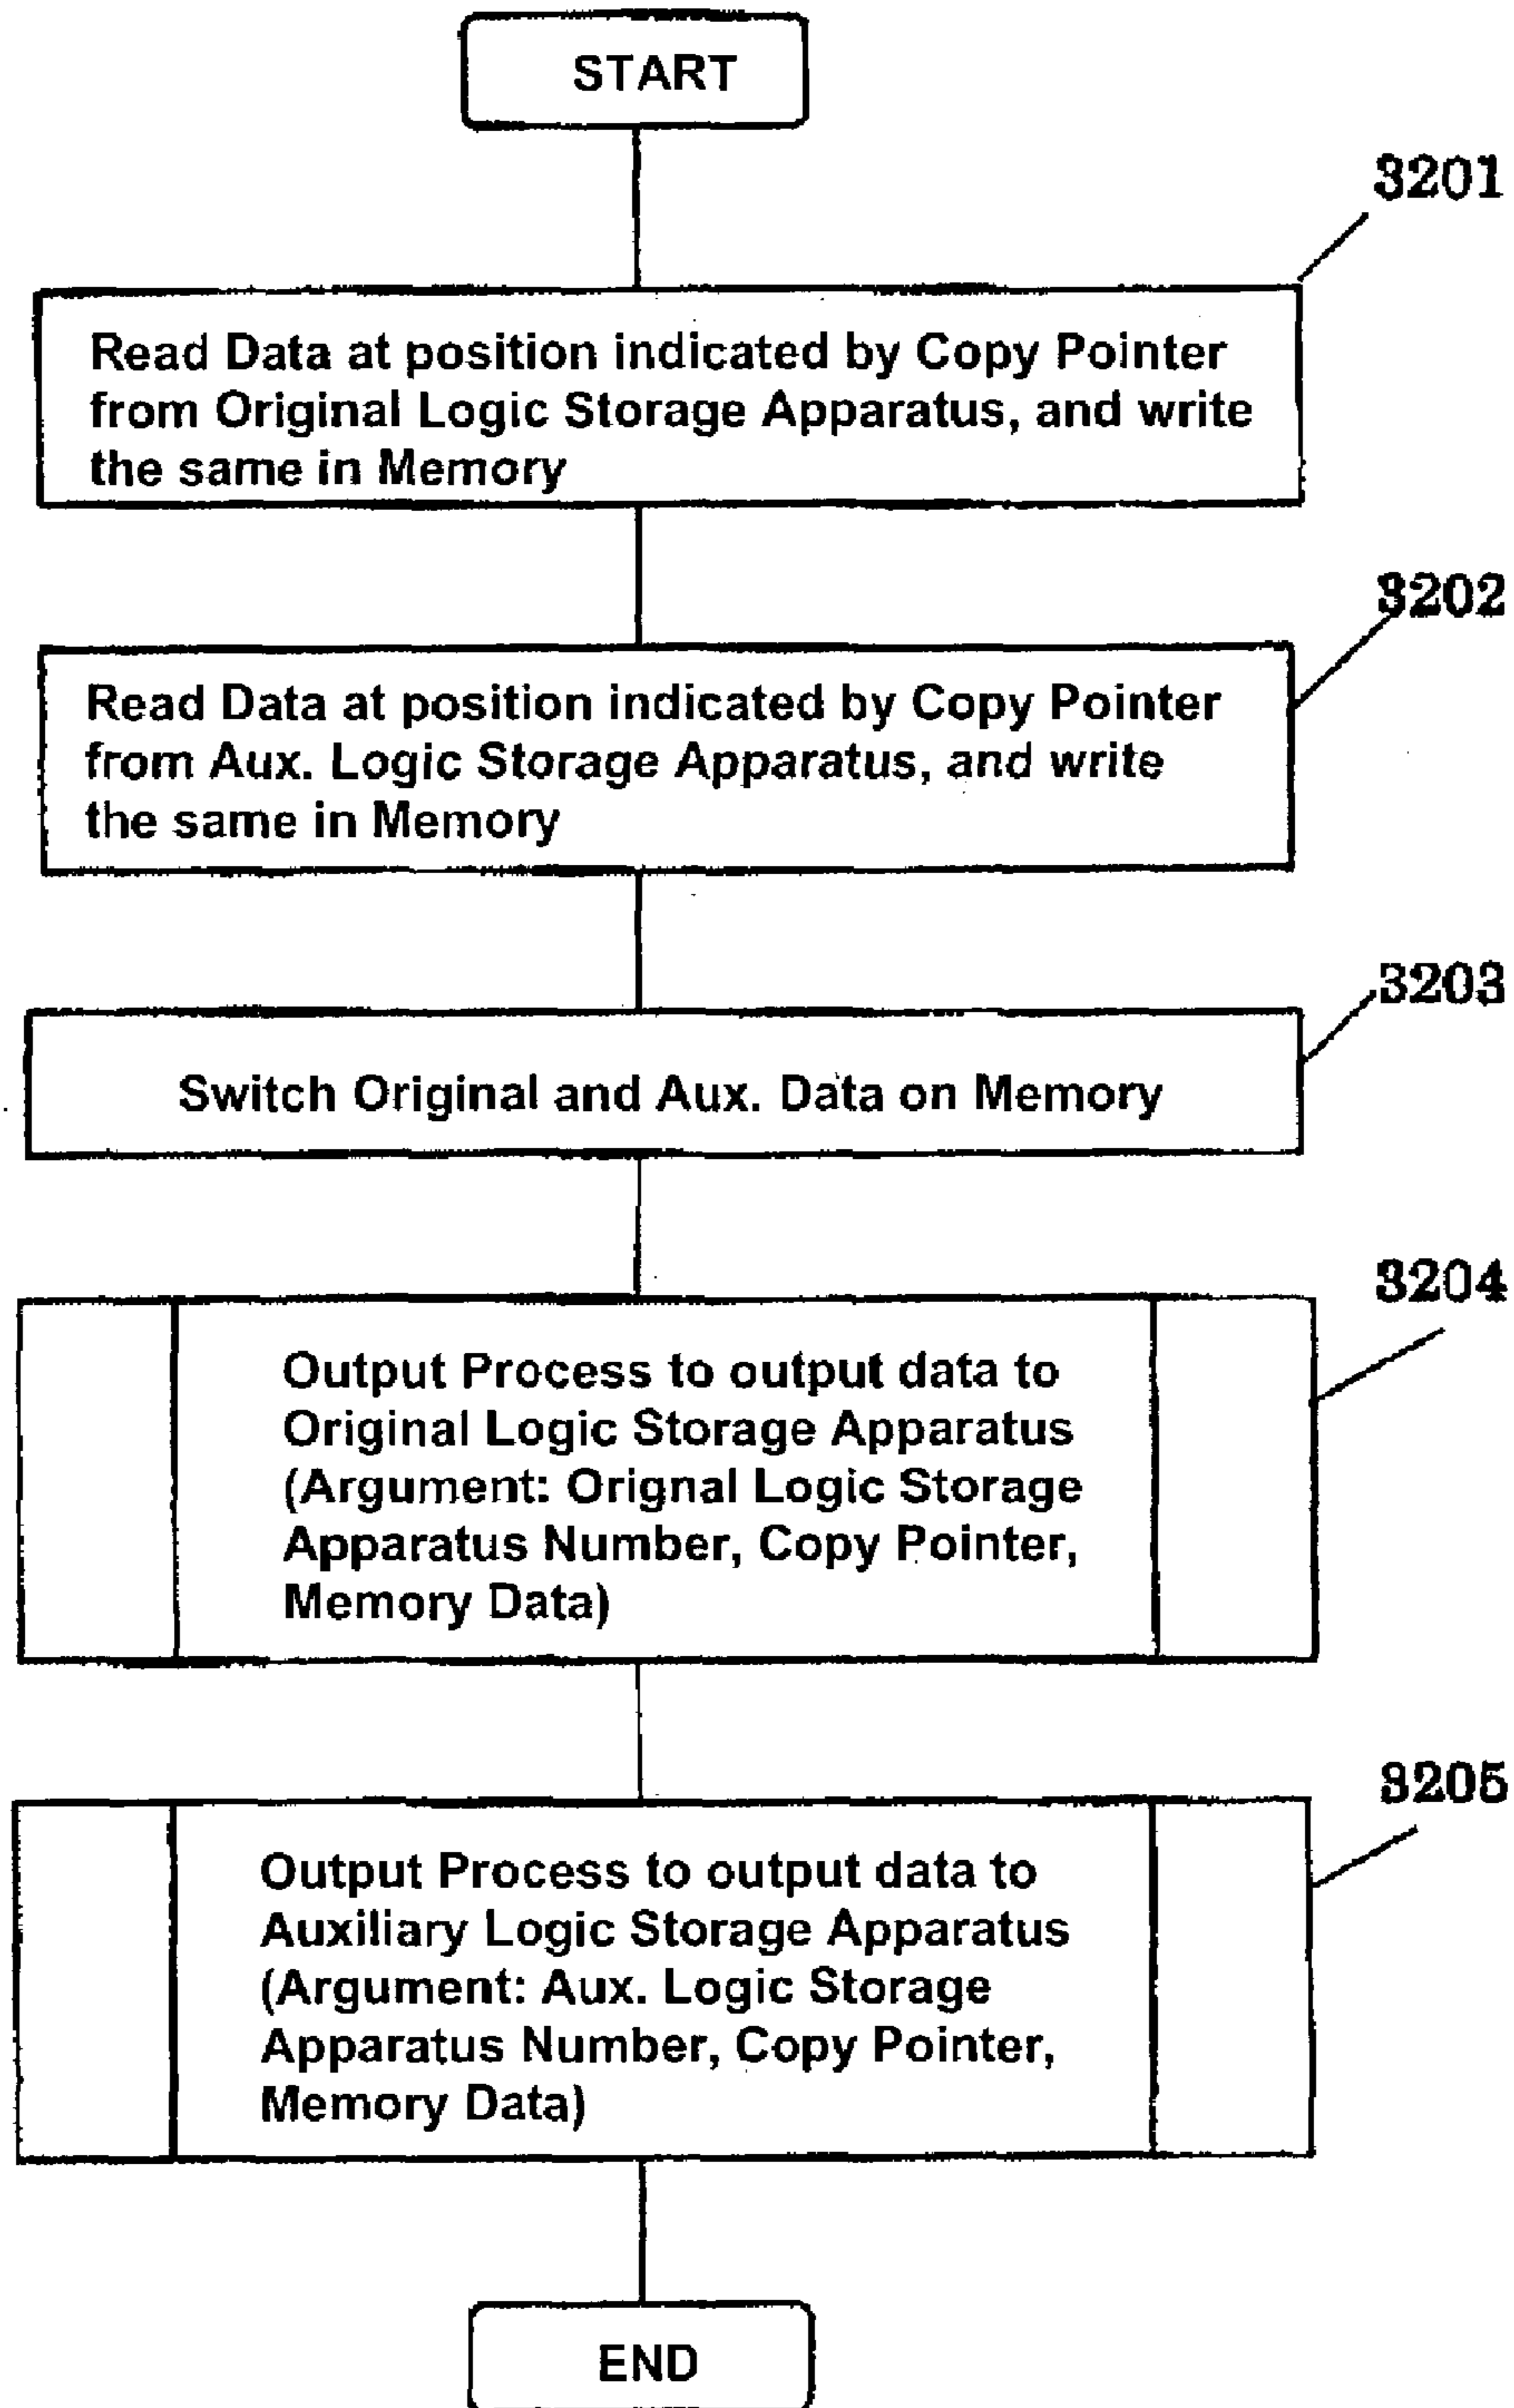 START
3201
Read Data at position indicated by Copy Pointer
from Original Logic Storage Apparatus, and write
the same in Memory
3202
Read Data at position indicated by Copy Pointer
from Aux. Logic Storage Apparatus, and write
the same in Memory
3203
Switch Original and Aux. Data on Memory
3204
Output Process to output data to
Original Logic Storage Apparatus
(Argument: Orignal Logic Storage
Apparatus Number, Copy Pointer,
Memory Data)
3205
Output Process to output data to
Auxiliary Logic Storage Apparatus
(Argument: Aux. Logic Storage
Apparatus Number, Copy Pointer,
Memory Data)
END